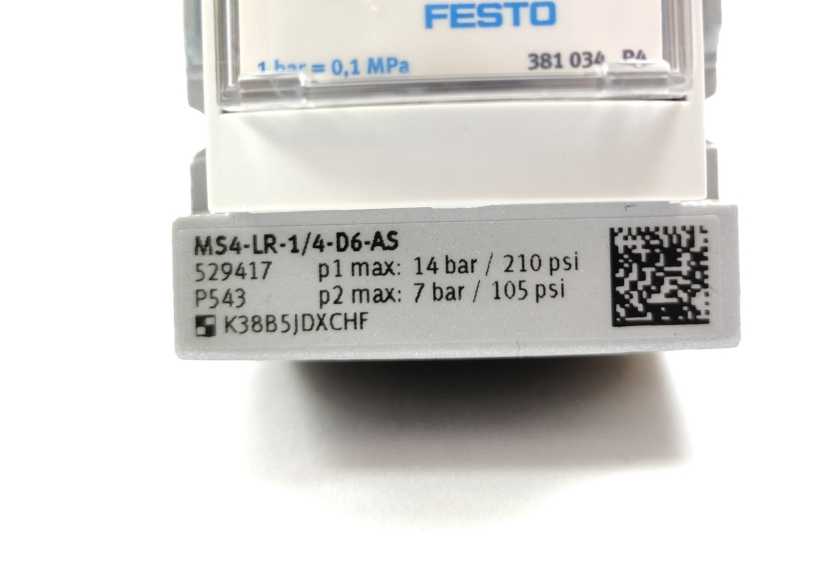 FESTO
1 bar = 0,1 MPa 381 034 P4
MS4-LR-1/4-D6-AS
529417 p1 max: 14 bar / 210 psi
P543 p2 max: 7 bar / 105 psi
K38B5JDXCHF